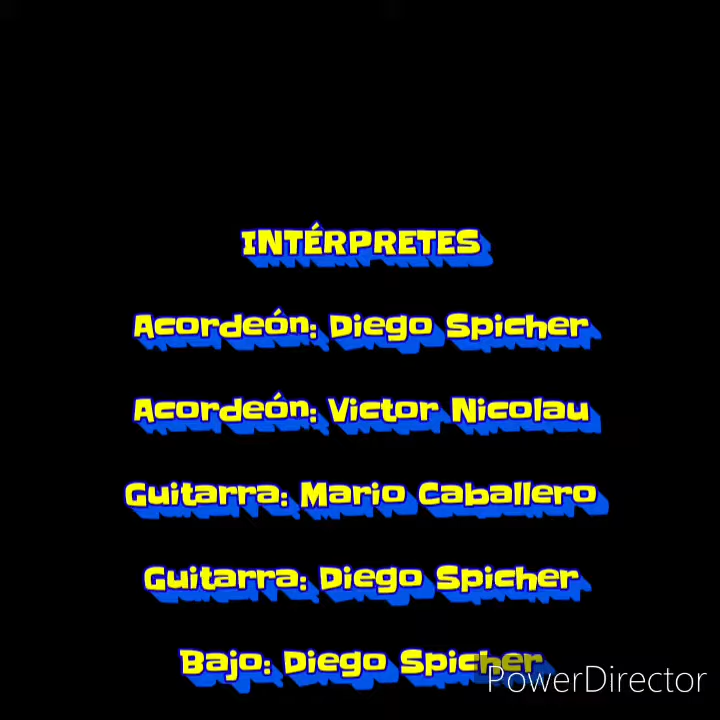 INTÉRPRETES
Acordeón: Diego Spicher
Acordeón: Victor Nicolau
Guitarra: Mario Caballero
Guitarra: Diego Spicher
Bajo: Diego Spicher
PowerDirector